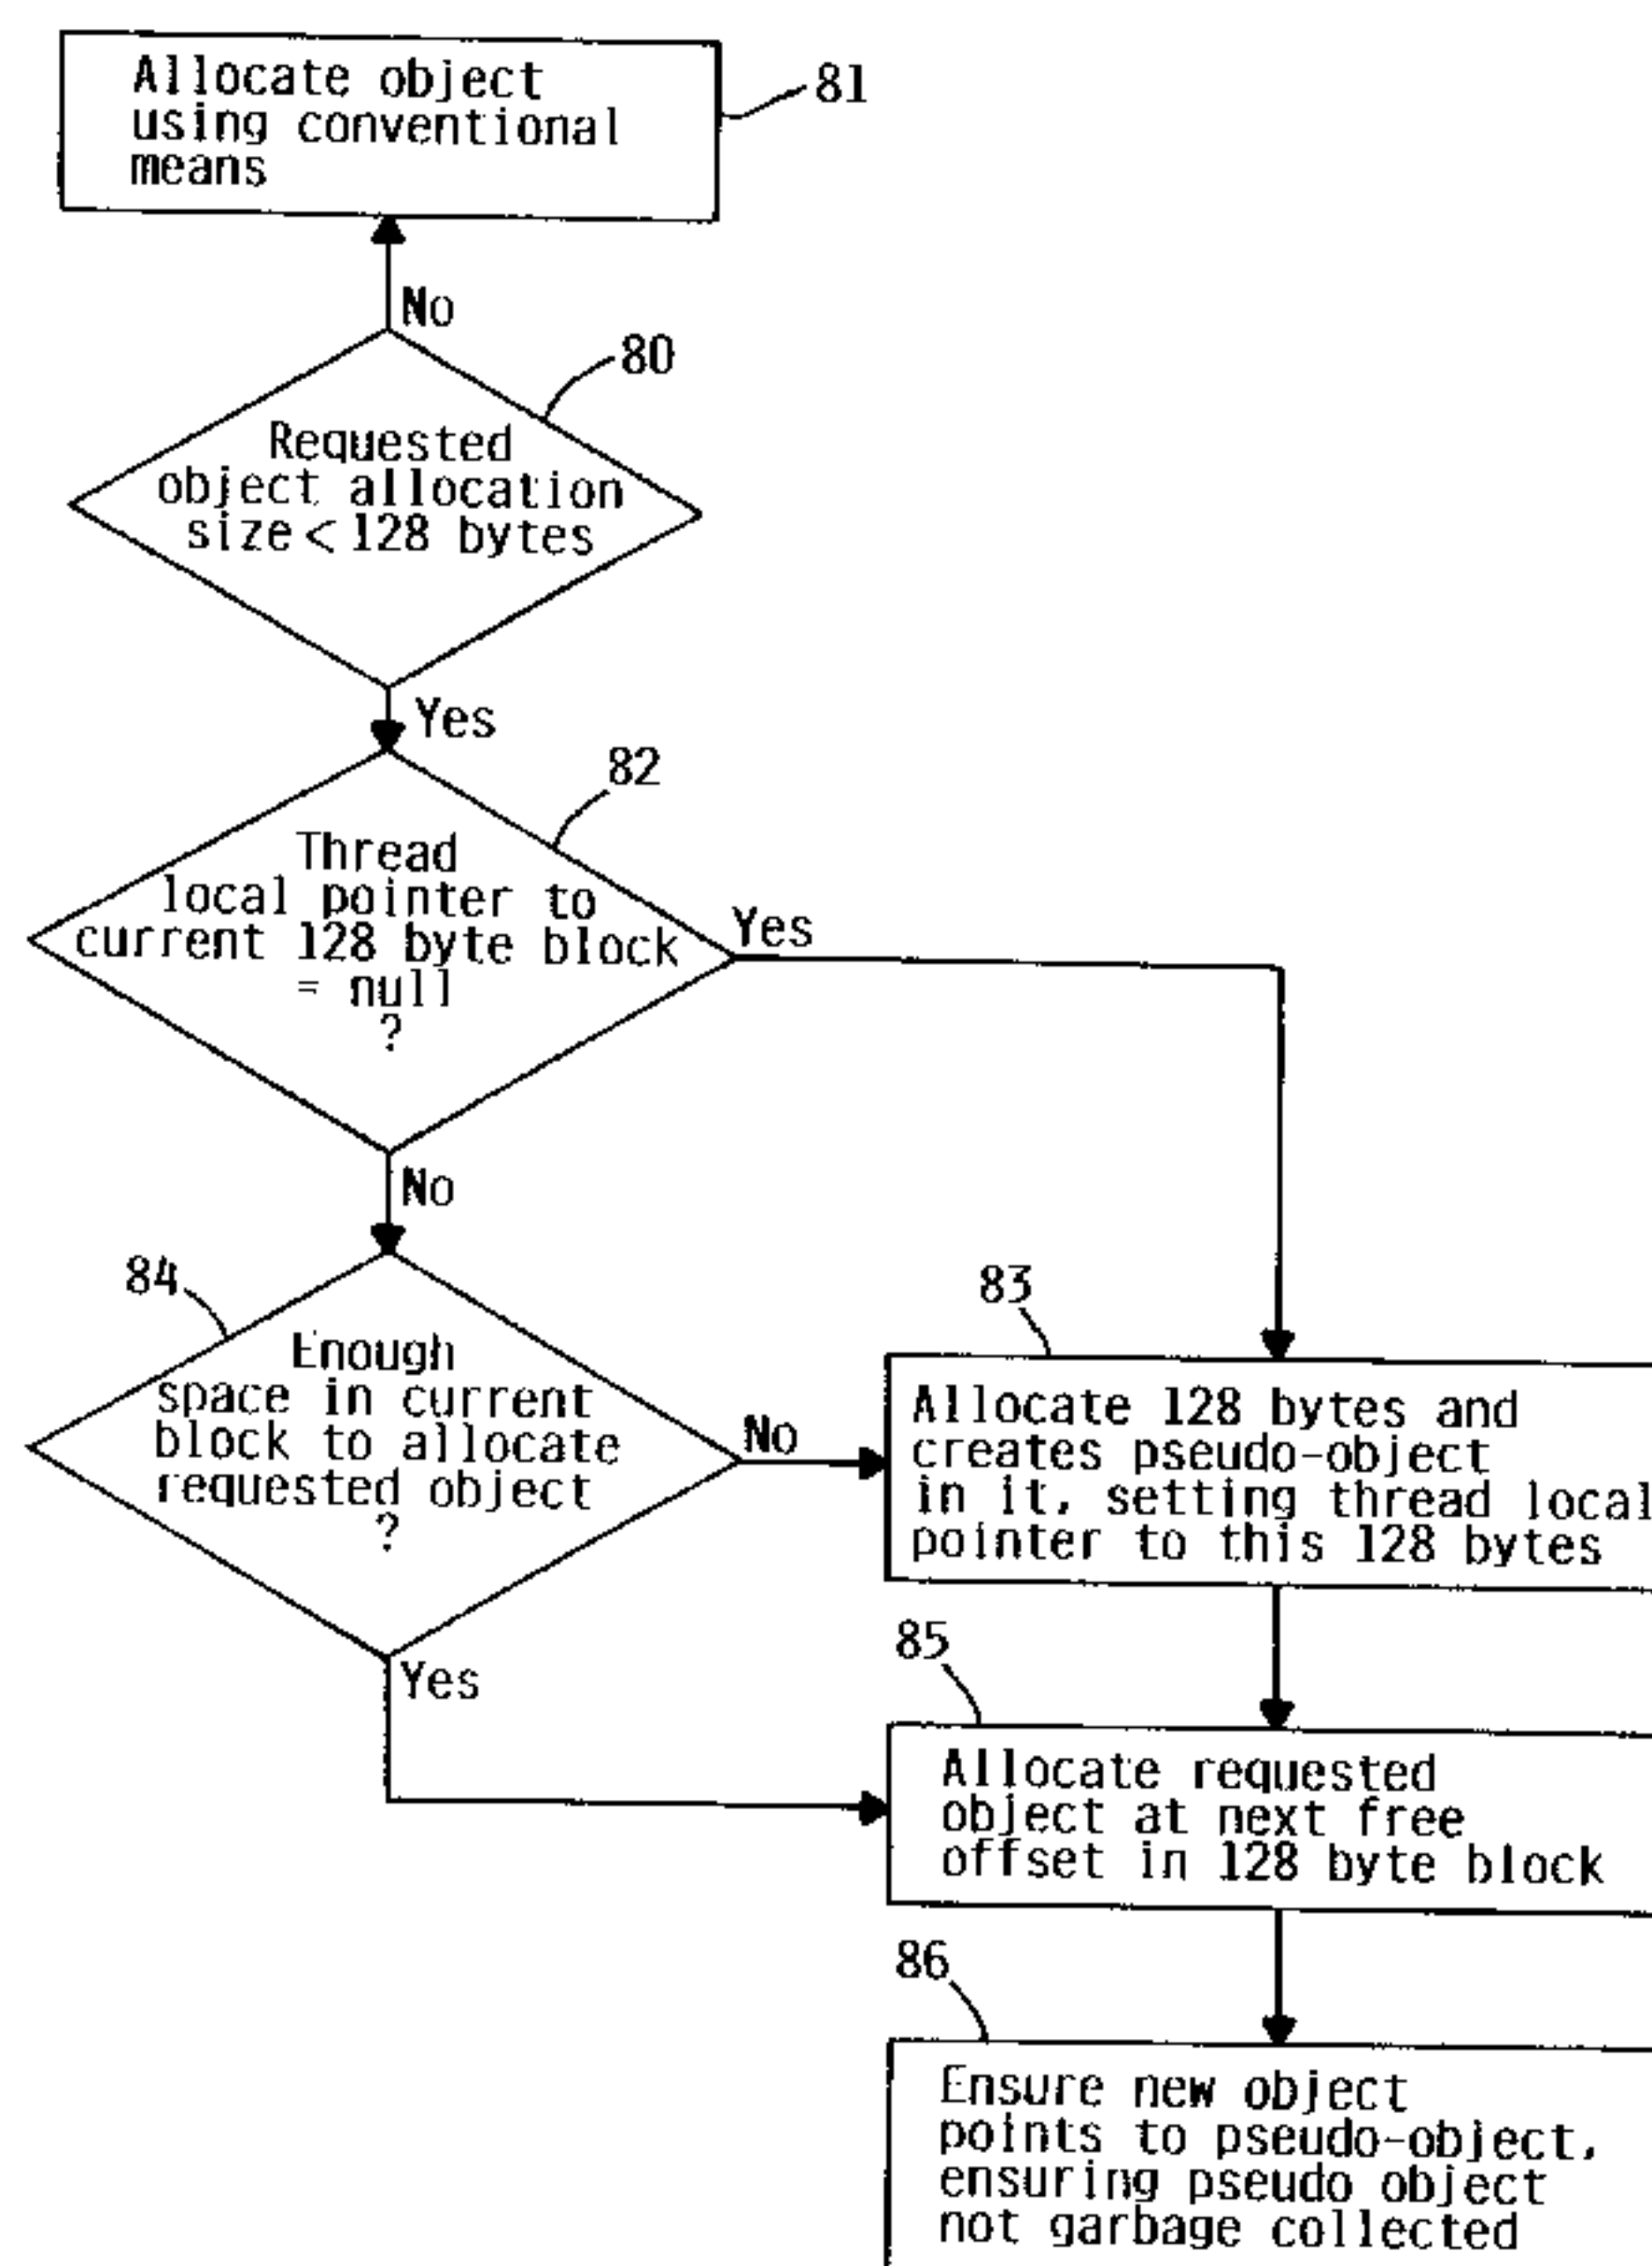 Allocate object
using conventional
means
81
No
80
Requested
object allocation
size < 128 bytes
Yes
82
Thread
local pointer to
current 128 byte block
= null
?
Yes
No
84
Enough
space in current
block to allocate
requested object
?
No
83
Allocate 128 bytes and
creates pseudo-object
in it, setting thread local
pointer to this 128 bytes
Yes
85
Allocate requested
object at next free
offset in 128 byte block
86
Ensure new object
points to pseudo-object,
ensuring pseudo object
not garbage collected